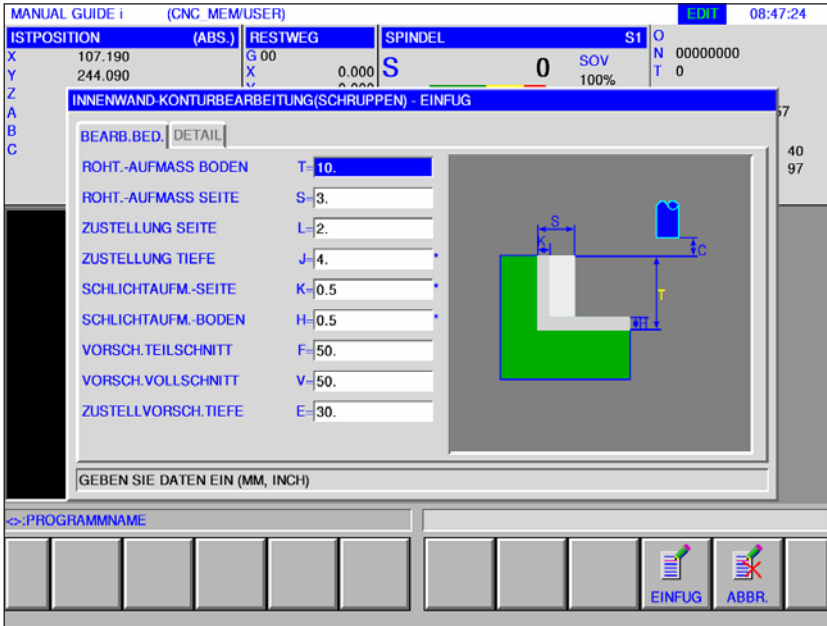 MANUAL GUIDE i (CNC_MEM/USER) EDIT 08:47:24
ISTPOSITION (ABS.) RESTWEG SPINDEL S1 O
X 107.190 G 00 N 00000000
Y 244.090 X 0.000 S 0 SOV T 0
100%
Z
A
B
C
40
97
INNENWAND-KONTURBEARBEITUNG(SCHRUPPEN) - EINFUG
BEARB.BED. DETAIL
ROHT.-AUFMASS BODEN T= 10.
ROHT.-AUFMASS SEITE S= 3.
ZUSTELLUNG SEITE L= 2.
ZUSTELLUNG TIEFE J= 4. *
SCHLICHTAUFM.-SEITE K= 0.5 *
SCHLICHTAUFM.-BODEN H= 0.5 *
VORSCH.TEILSCHNITT F= 50.
VORSCH.VOLLSCHNITT V= 50.
ZUSTELLVORSCH.TIEFE E= 30.
S
K
C
T
H
GEBEN SIE DATEN EIN (MM, INCH)
<>:PROGRAMMNAME
EINFUG ABBR.